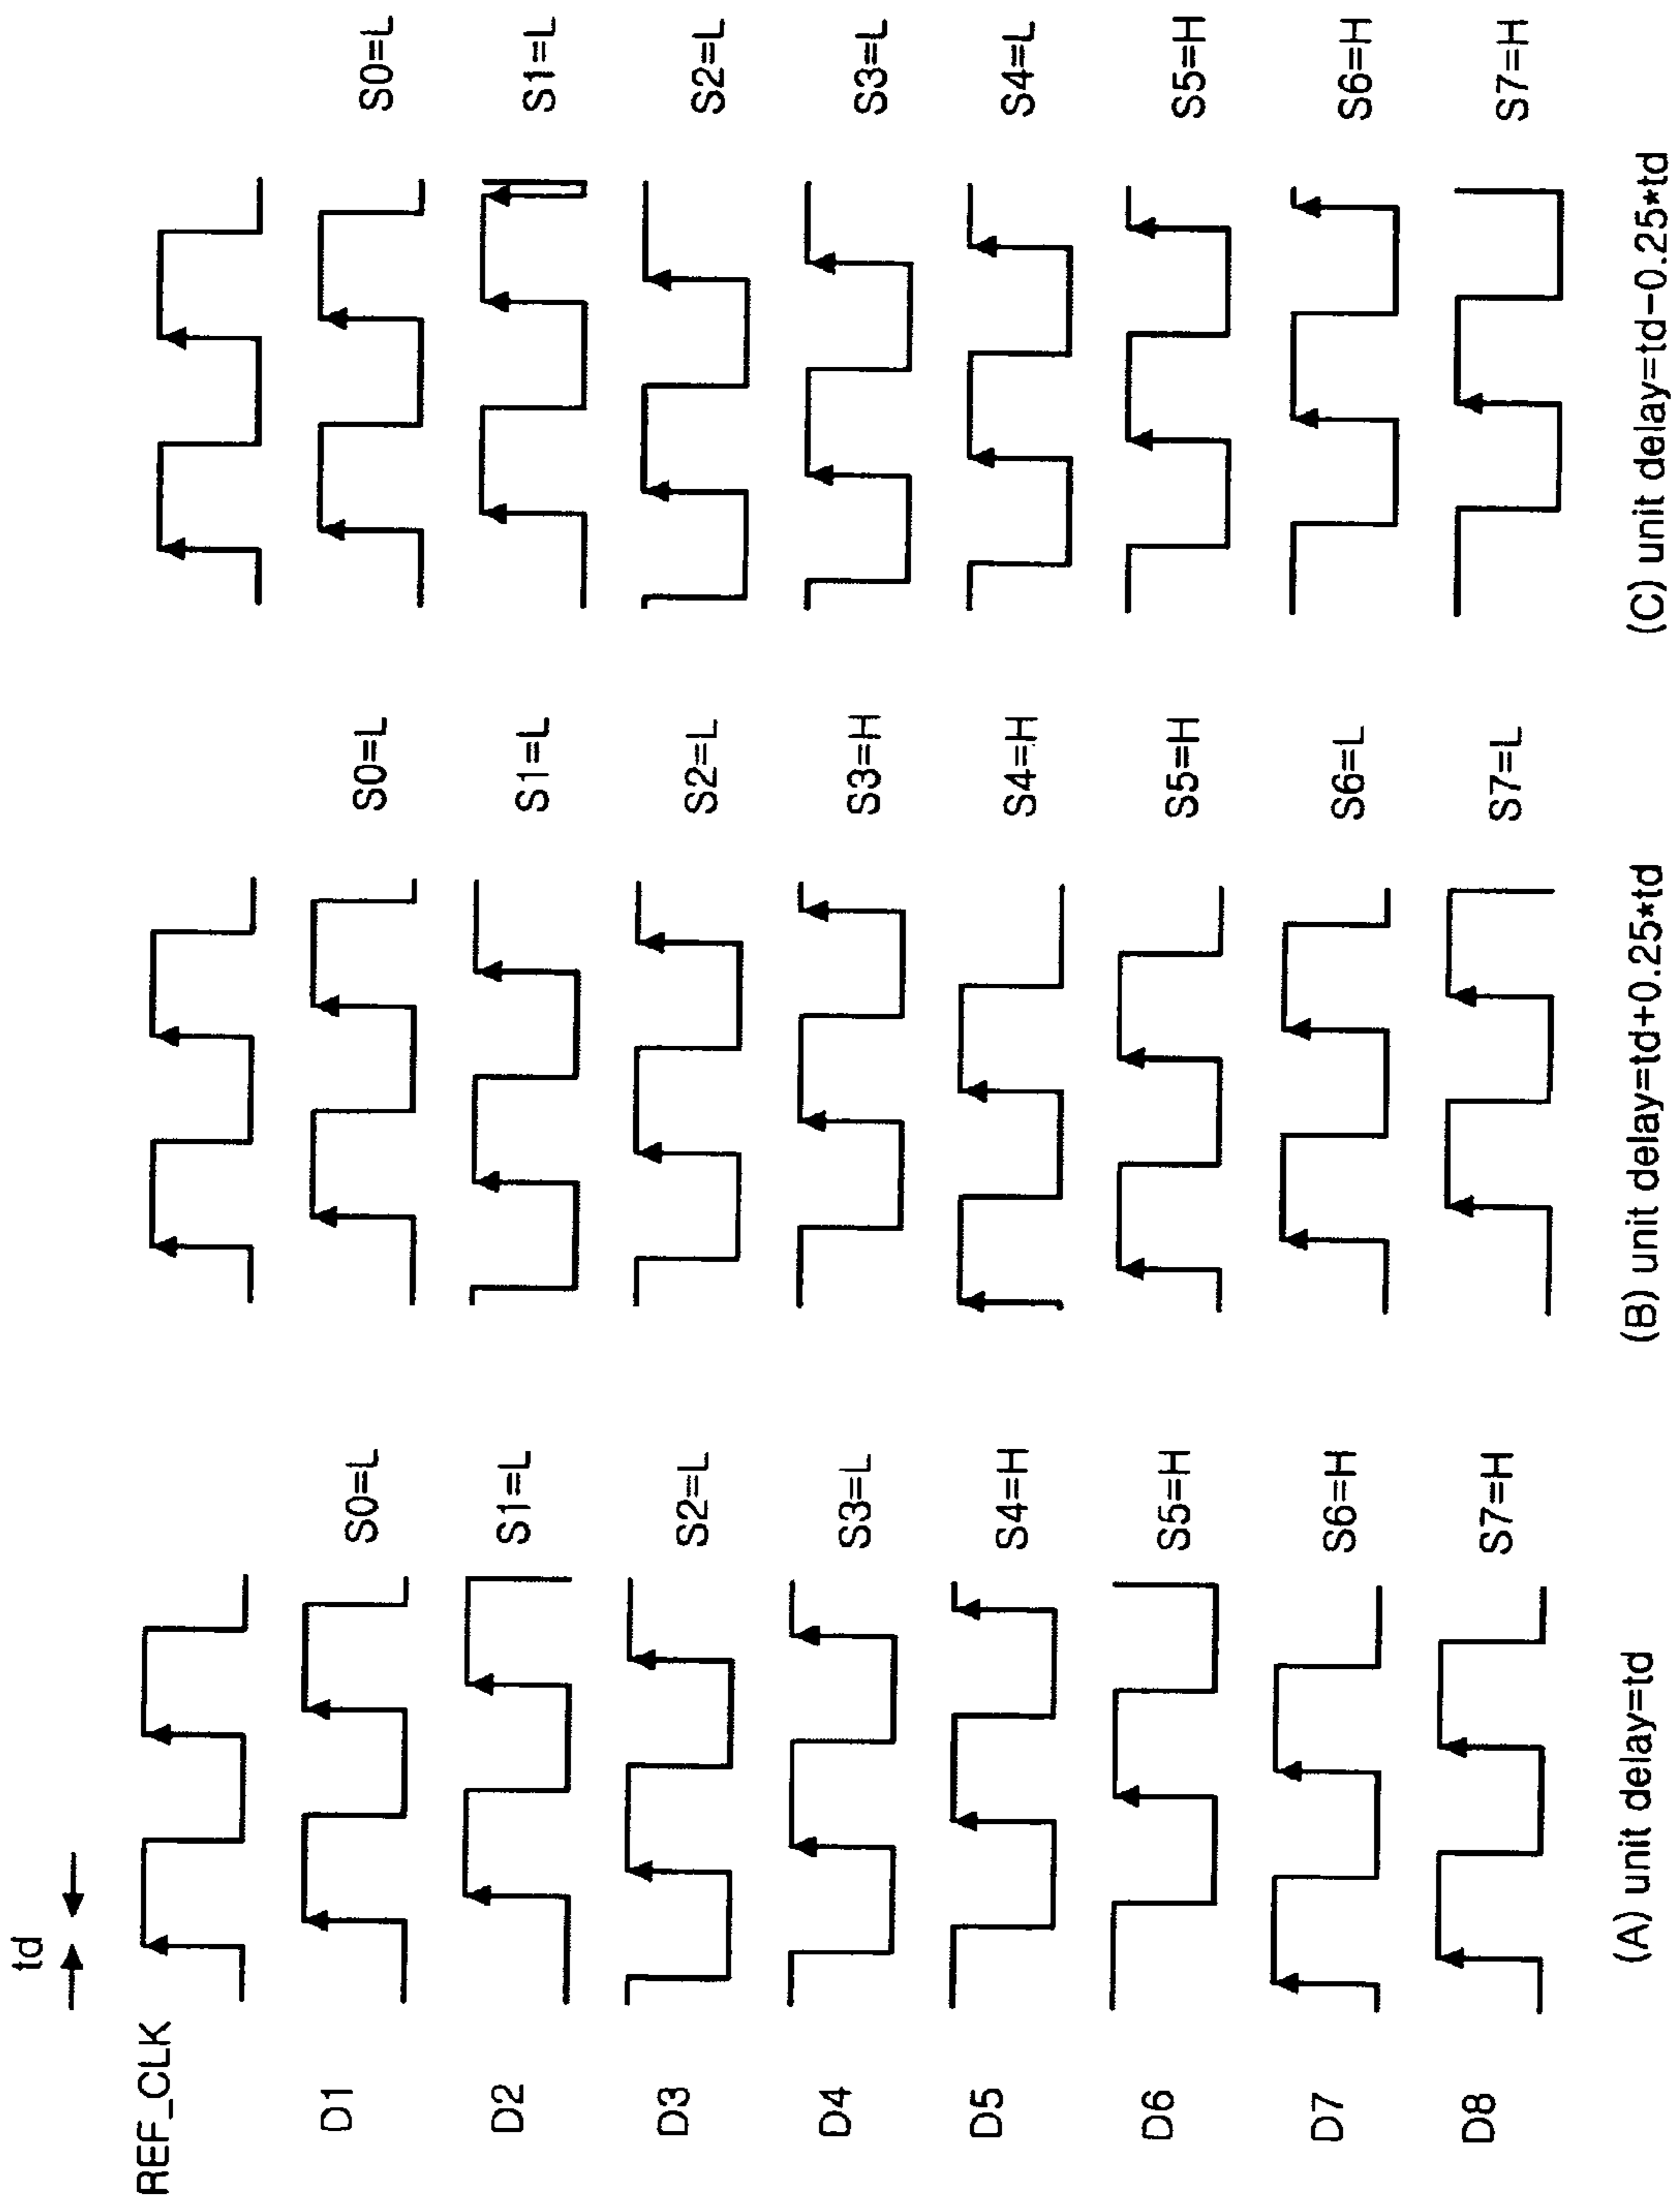 td
REF_CLK
D1
S0=L
S0=L
S0=L
D2
S1=L
S1=L
S1=L
D3
S2=L
S2=L
S2=L
D4
S3=L
S3=H
S3=L
D5
S4=H
S4=H
S4=L
D6
S5=H
S5=H
S5=H
D7
S6=H
S6=L
S6=H
D8
S7=H
S7=L
S7=H
(A) unit delay=td
(B) unit delay=td+0.25*td
(C) unit delay=td-0.25*td